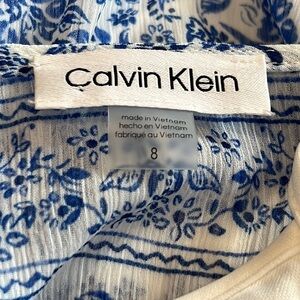 Calvin Klein
made in Vietnam
hecho en Vietnam
fabriqué au Vietnam
8